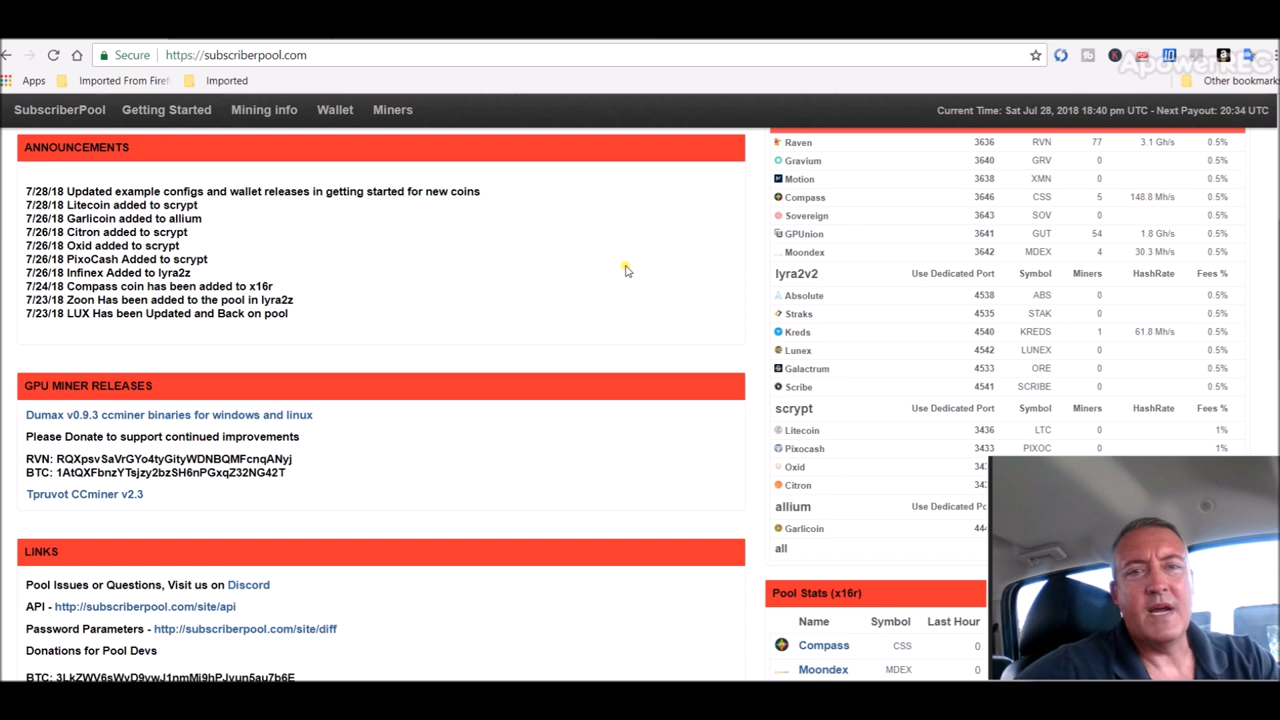 Secure
https://subscriberpool.com
ApowerREC
Apps
Imported From Firef
Imported
Other bookmarks
SubscriberPool Getting Started Mining info Wallet Miners
Current Time: Sat Jul 28, 2018 18:40 pm UTC - Next Payout: 20:34 UTC
ANNOUNCEMENTS
7/28/18 Updated example configs and wallet releases in getting started for new coins
7/28/18 Litecoin added to scrypt
7/26/18 Garlicoin added to allium
7/26/18 Citron added to scrypt
7/26/18 Oxid added to scrypt
7/26/18 PixoCash Added to scrypt
7/26/18 Infinex Added to lyra2z
7/24/18 Compass coin has been added to x16r
7/23/18 Zoon Has been added to the pool in lyra2z
7/23/18 LUX Has been Updated and Back on pool
GPU MINER RELEASES
Dumax v0.9.3 ccminer binaries for windows and linux
Please Donate to support continued improvements
RVN: RQXpsvSaVrGYo4tyGityWDNBQMFcnqANyj
BTC: 1AtQXFbnzYTsjzy2bzSH6nPGxqZ32NG42T
Tpruvot CCminer v2.3
LINKS
Pool Issues or Questions, Visit us on Discord
API - http://subscriberpool.com/site/api
Password Parameters - http://subscriberpool.com/site/diff
Donations for Pool Devs
BTC: 3LkZWV6sWyD9ywJ1nmMi9hPJyun5au7b6E
Raven 3636 RVN 77 3.1 Gh/s 0.5%
Gravium 3640 GRV 0 0.5%
Motion 3638 XMN 0 0.5%
Compass 3646 CSS 5 148.8 Mh/s 0.5%
Sovereign 3643 SOV 0 0.5%
GPUnion 3641 GUT 54 1.8 Gh/s 0.5%
Moondex 3642 MDEX 4 30.3 Mh/s 0.5%
lyra2v2 Use Dedicated Port Symbol Miners HashRate Fees %
Absolute 4538 ABS 0 0.5%
Straks 4535 STAK 0 0.5%
Kreds 4540 KREDS 1 61.8 Mh/s 0.5%
Lunex 4542 LUNEX 0 0.5%
Galactrum 4533 ORE 0 0.5%
Scribe 4541 SCRIBE 0 0.5%
scrypt Use Dedicated Port Symbol Miners HashRate Fees %
Litecoin 3436 LTC 0 1%
Pixocash 3433 PIXOC 0 1%
Oxid
Citron
allium Use Dedicated Po
Garlicoin
all
Pool Stats (x16r)
Name Symbol Last Hour
Compass CSS 0
Moondex MDEX 0